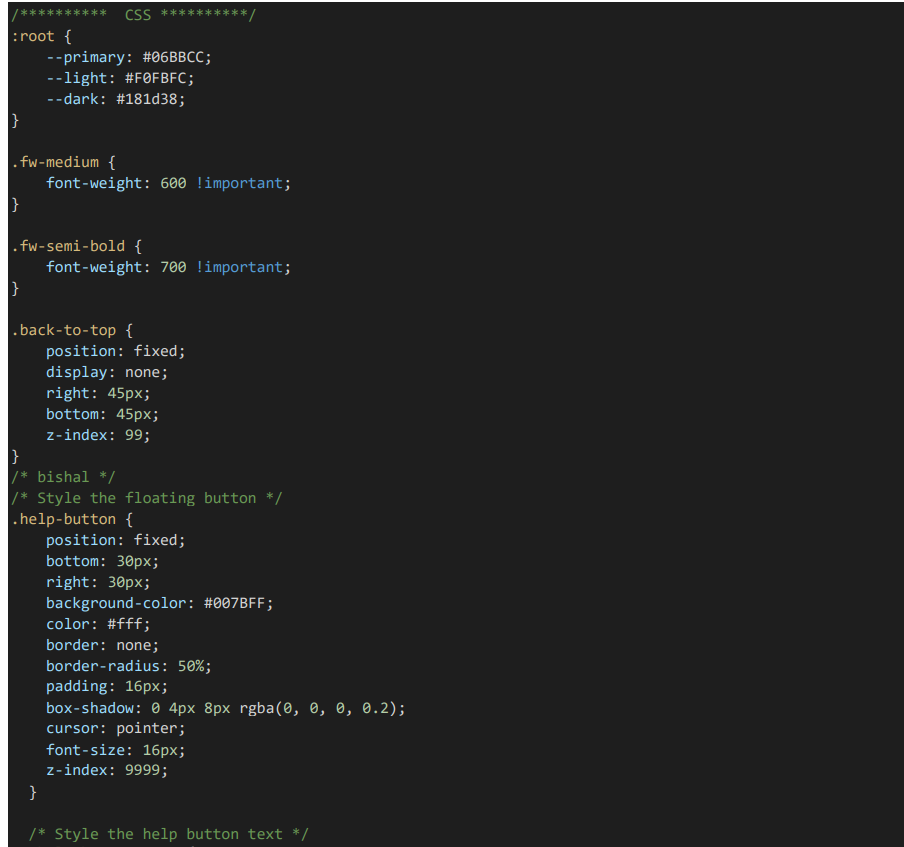 /**********  CSS **********/
:root {
    --primary: #06BBCC;
    --light: #F0FBFC;
    --dark: #181d38;
}

.fw-medium {
    font-weight: 600 !important;
}

.fw-semi-bold {
    font-weight: 700 !important;
}

.back-to-top {
    position: fixed;
    display: none;
    right: 45px;
    bottom: 45px;
    z-index: 99;
}
/* bishal */
/* Style the floating button */
.help-button {
    position: fixed;
    bottom: 30px;
    right: 30px;
    background-color: #007BFF;
    color: #fff;
    border: none;
    border-radius: 50%;
    padding: 16px;
    box-shadow: 0 4px 8px rgba(0, 0, 0, 0.2);
    cursor: pointer;
    font-size: 16px;
    z-index: 9999;
  }

  /* Style the help button text */